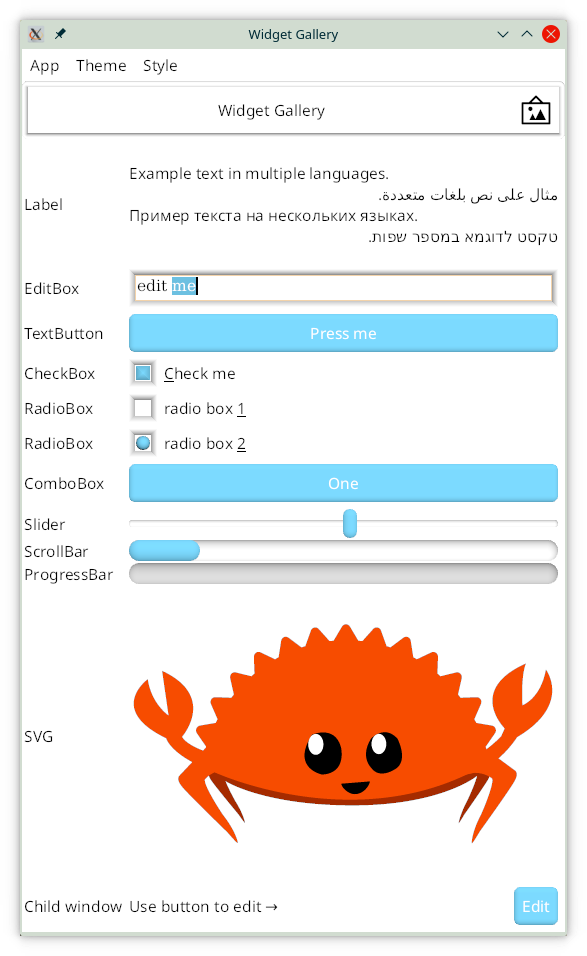 Widget Gallery
App Theme Style
Widget Gallery
Label
Example text in multiple languages.
مثال على نص بلغات متعددة.
Пример текста на нескольких языках.
טקסט לדוגמא במספר שפות.
EditBox edit me
TextButton Press me
CheckBox Check me
RadioBox radio box 1
RadioBox radio box 2
ComboBox One
Slider
ScrollBar
ProgressBar
SVG
Child window Use button to edit → Edit